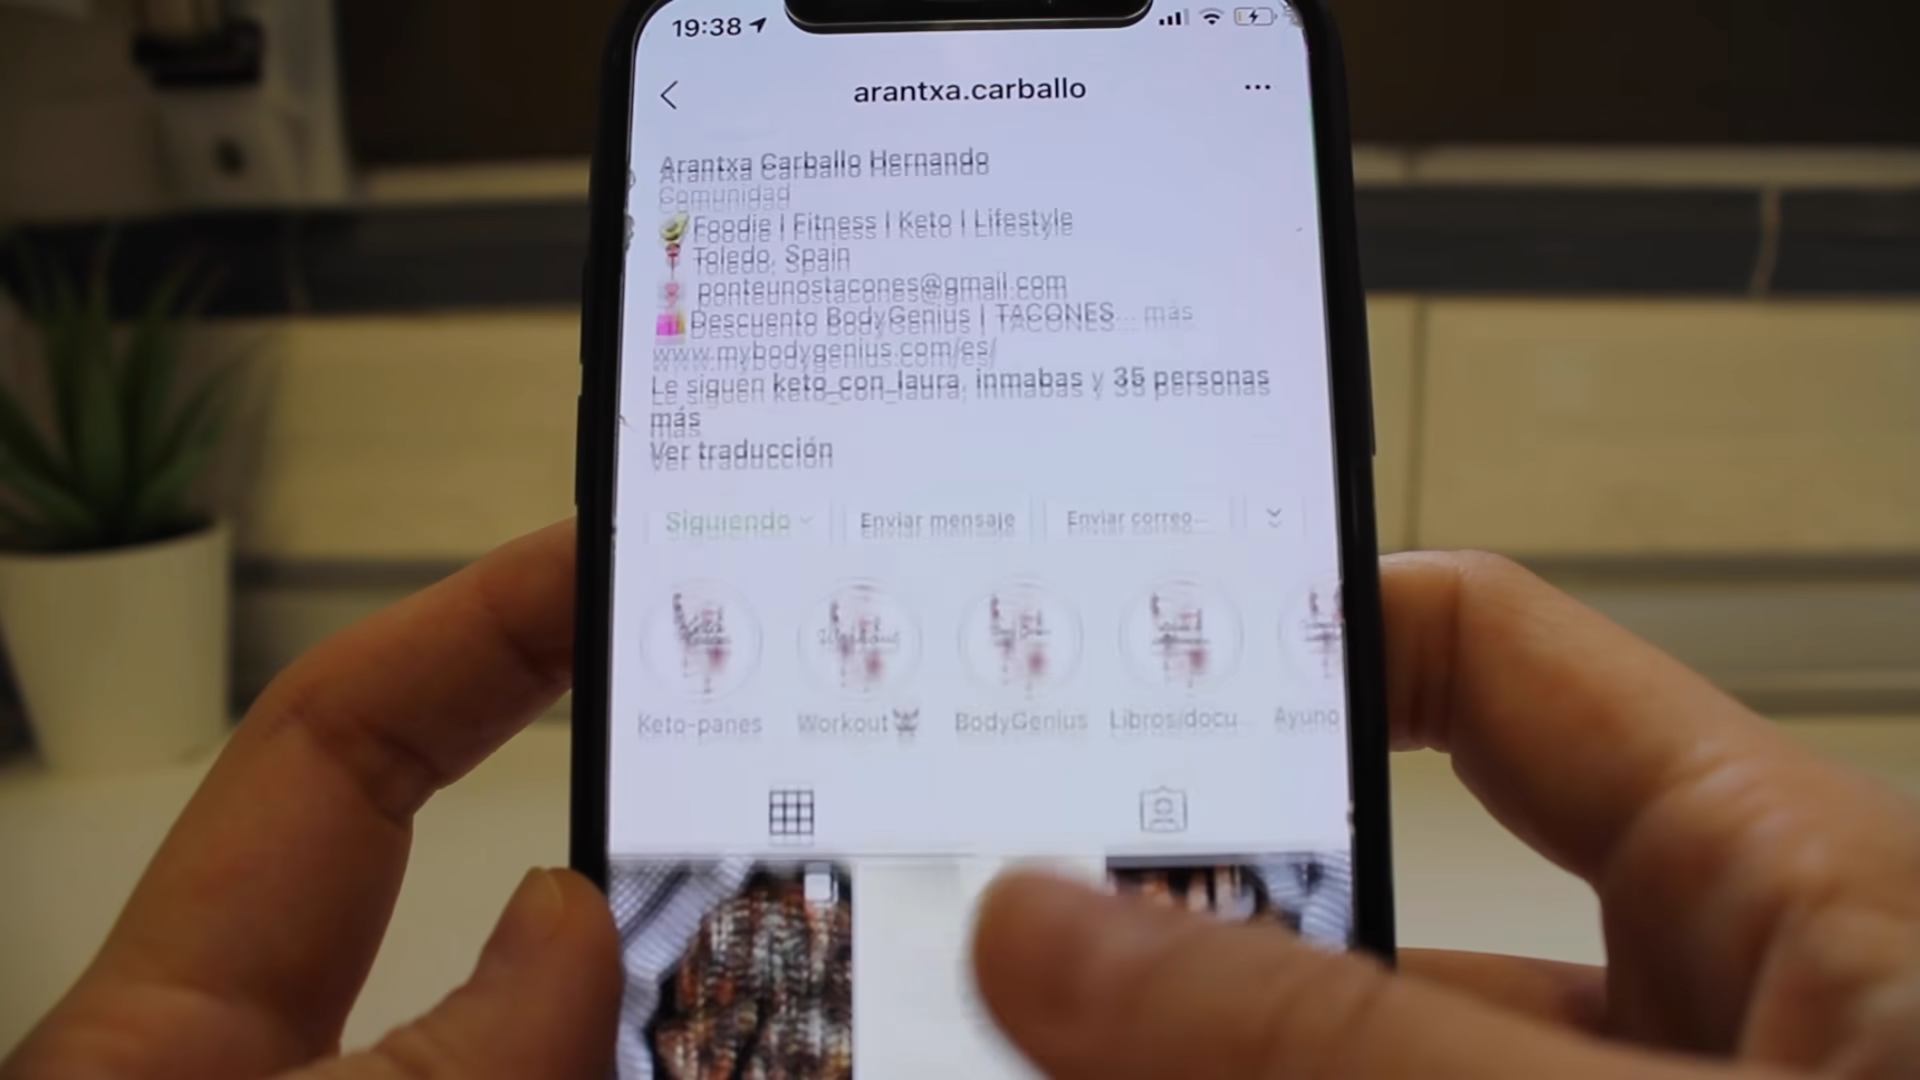 19:38
arantxa.carballo
Arantxa Carballo Hernando
Comunidad
Foodie | Fitness | Keto | Lifestyle
Toledo, Spain
ponteunostacones@gmail.com
Descuento BodyGenius | TACONES... más
www.mybodygenius.com/es/
Le siguen keto_con_laura, inmabas y 35 personas
más
Ver traducción
Siguiendo Enviar mensaje Enviar correo...
Keto-panes Workout BodyGenius Libros/docu... Ayuno